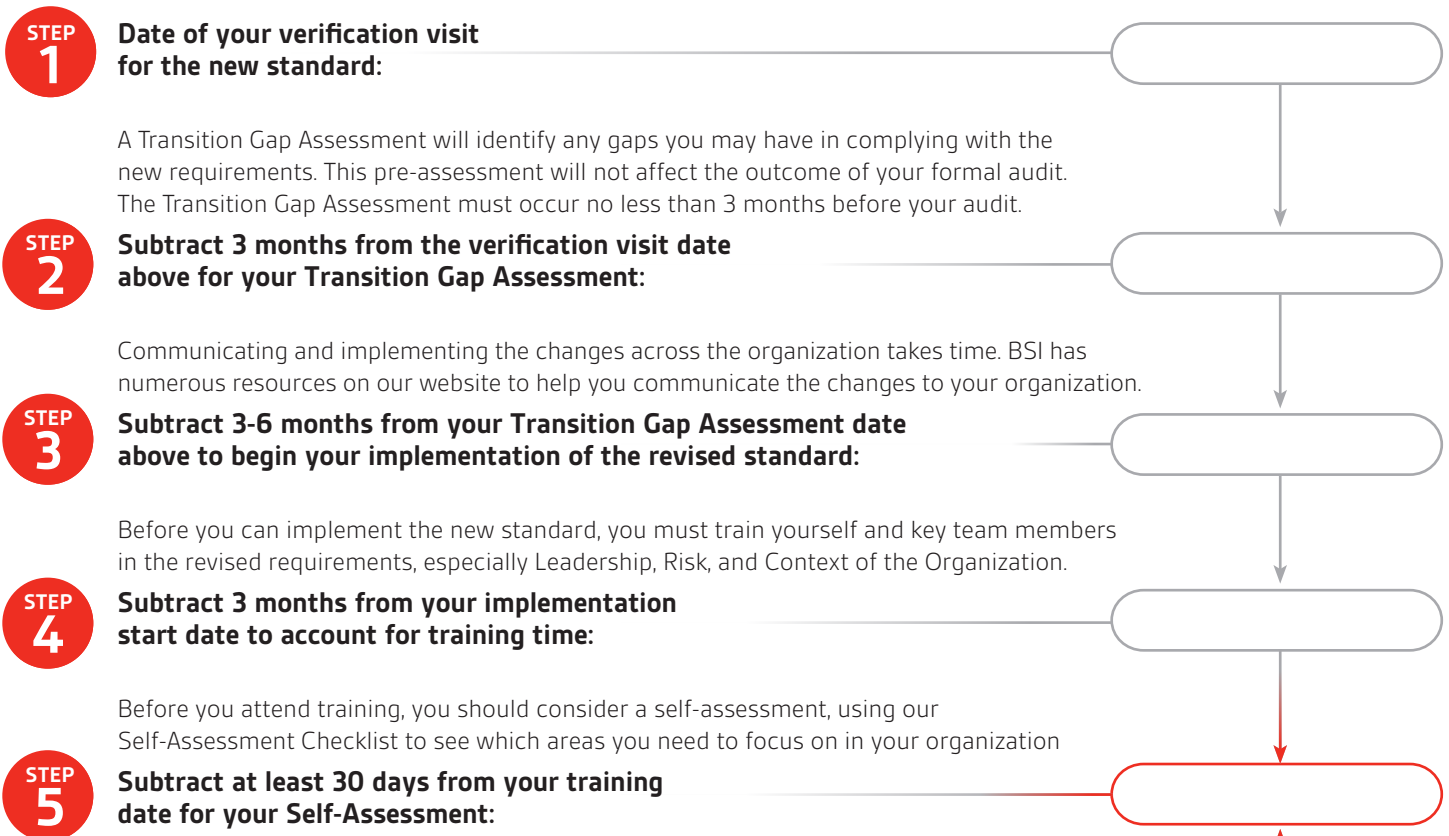 STEP
1
Date of your verification visit
for the new standard:
A Transition Gap Assessment will identify any gaps you may have in complying with the
new requirements. This pre-assessment will not affect the outcome of your formal audit.
The Transition Gap Assessment must occur no less than 3 months before your audit.
STEP
2
Subtract 3 months from the verification visit date
above for your Transition Gap Assessment:
Communicating and implementing the changes across the organization takes time. BSI has
numerous resources on our website to help you communicate the changes to your organization.
STEP
3
Subtract 3-6 months from your Transition Gap Assessment date
above to begin your implementation of the revised standard:
Before you can implement the new standard, you must train yourself and key team members
in the revised requirements, especially Leadership, Risk, and Context of the Organization.
STEP
4
Subtract 3 months from your implementation
start date to account for training time:
Before you attend training, you should consider a self-assessment, using our
Self-Assessment Checklist to see which areas you need to focus on in your organization
STEP
5
Subtract at least 30 days from your training
date for your Self-Assessment: